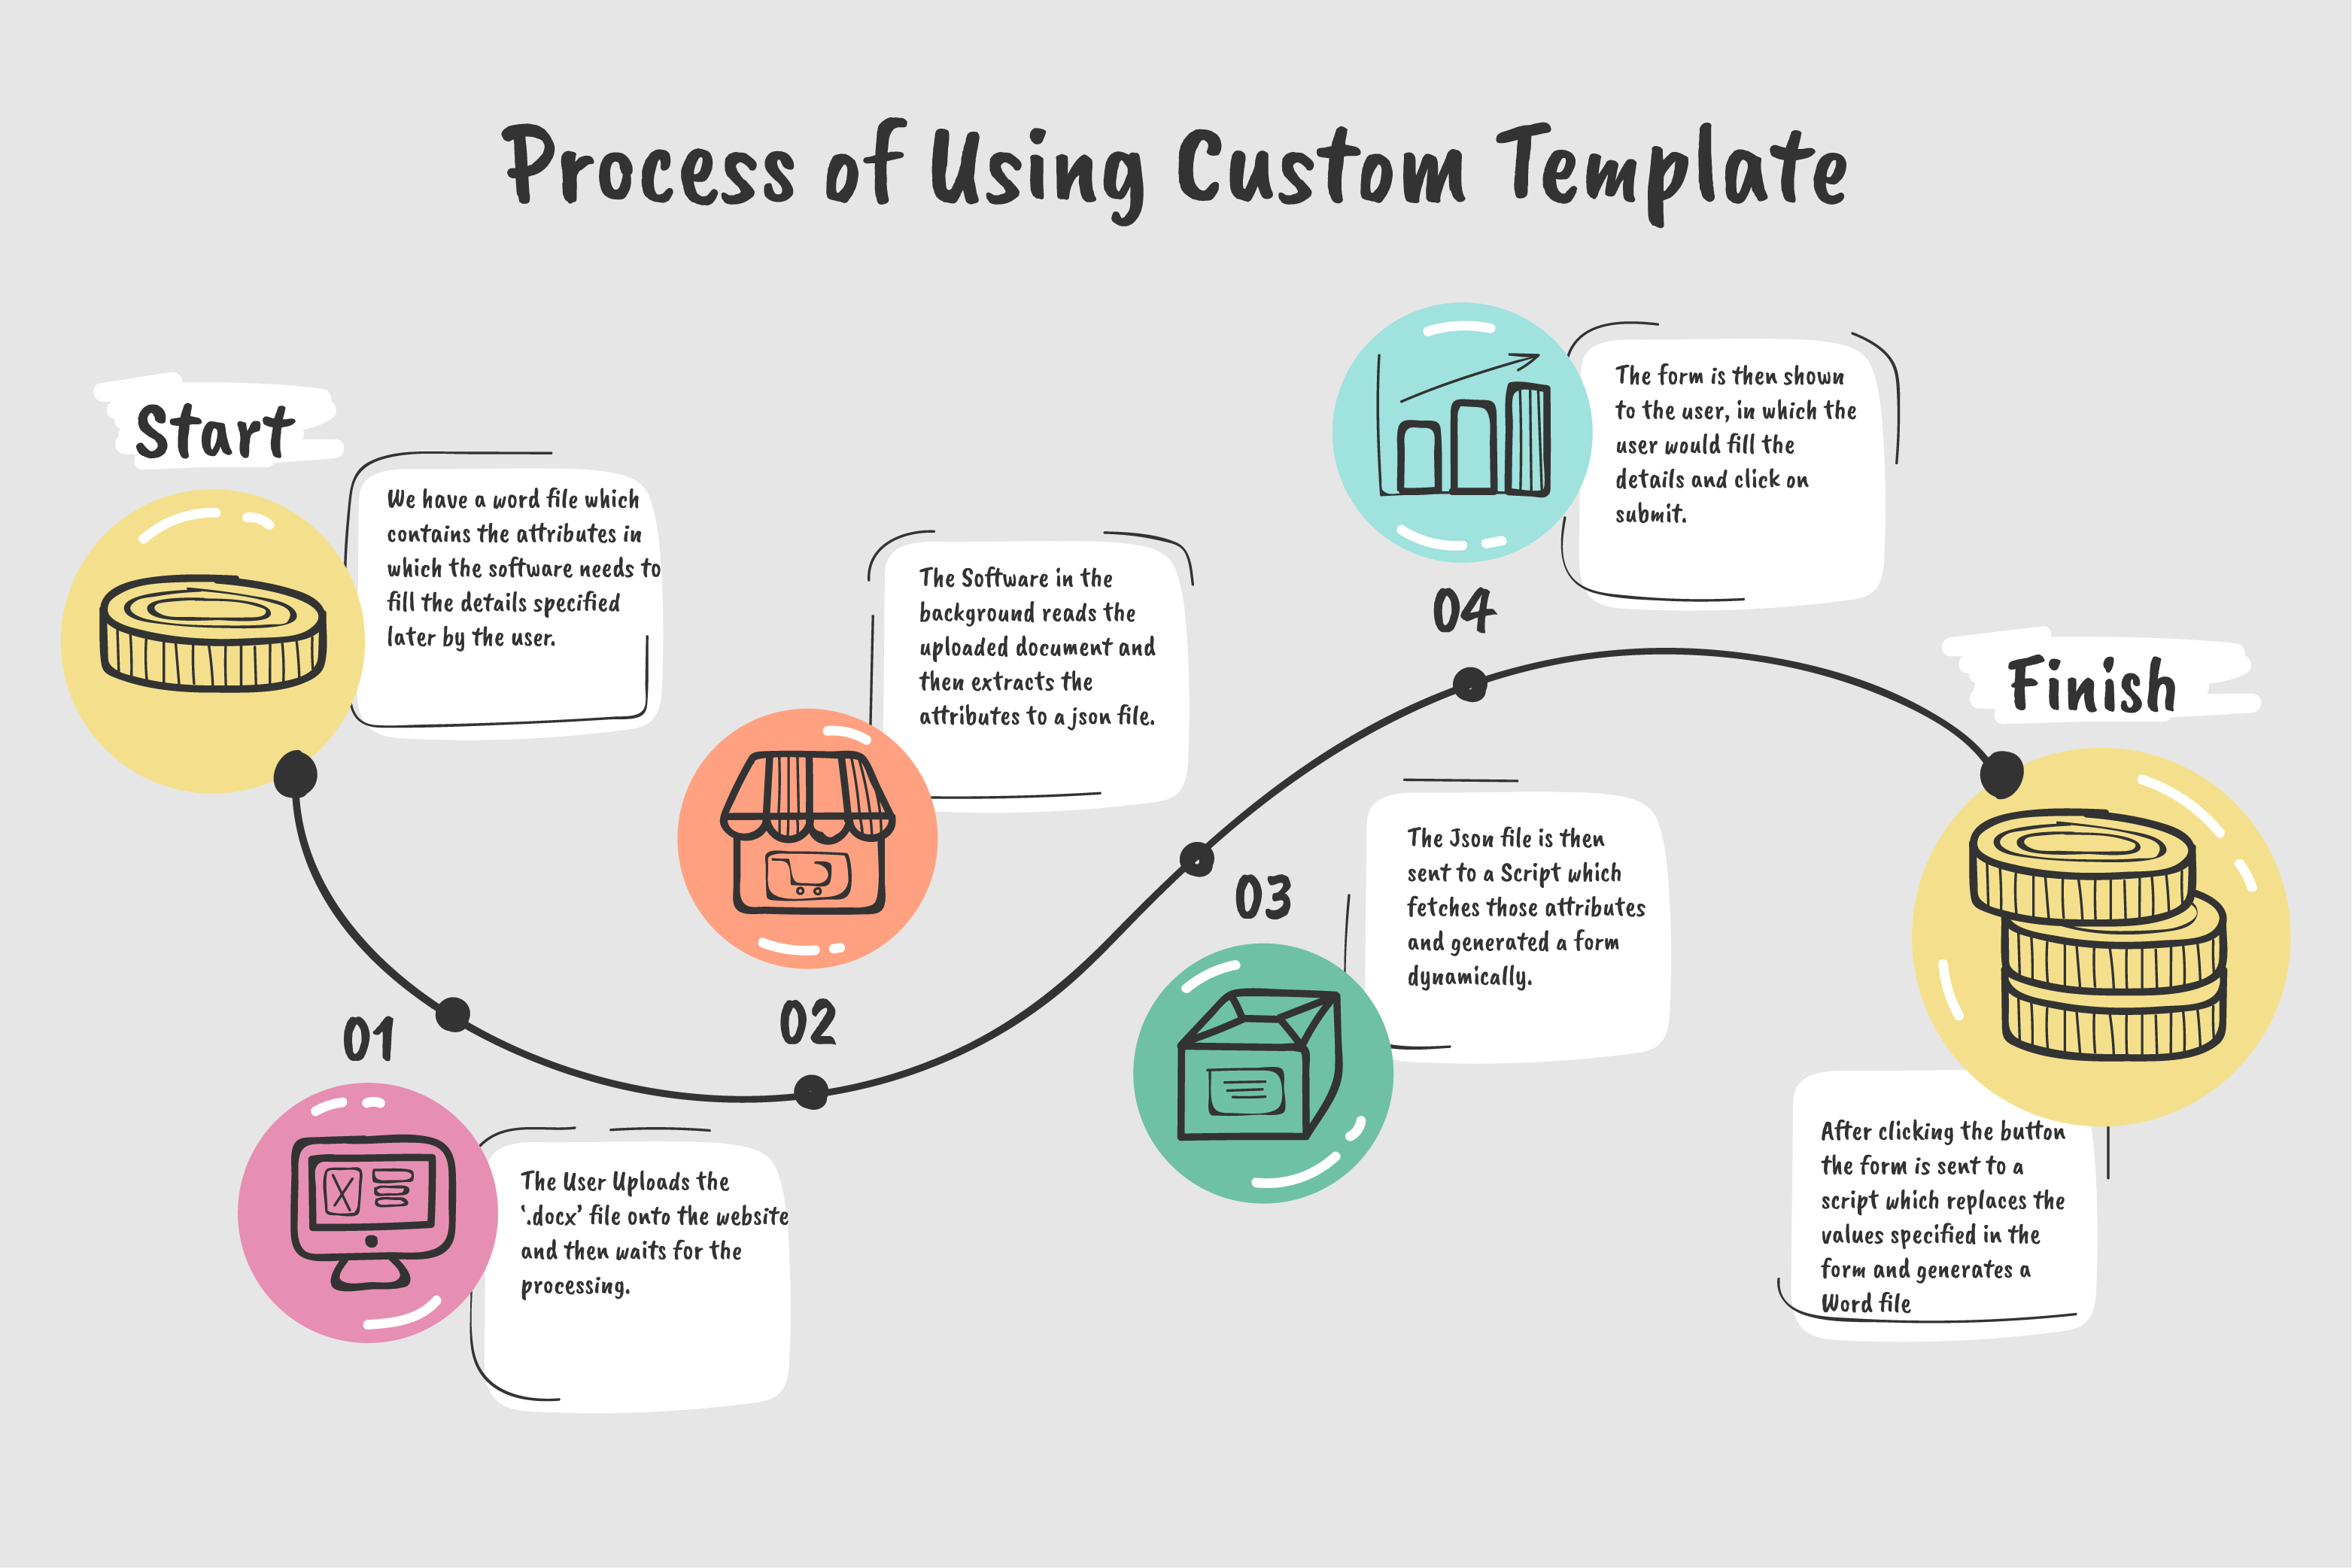 Process of Using Custom Template
Start
We have a word file which
contains the attributes in
which the software needs to
fill the details specified
later by the user.
01
The User Uploads the
‘.docx’ file onto the website
and then waits for the
processing.
02
The Software in the
background reads the
uploaded document and
then extracts the
attributes to a json file.
03
The Json file is then
sent to a Script which
fetches those attributes
and generated a form
dynamically.
04
The form is then shown
to the user, in which the
user would fill the
details and click on
submit.
Finish
After clicking the button
the form is sent to a
script which replaces the
values specified in the
form and generates a
Word file